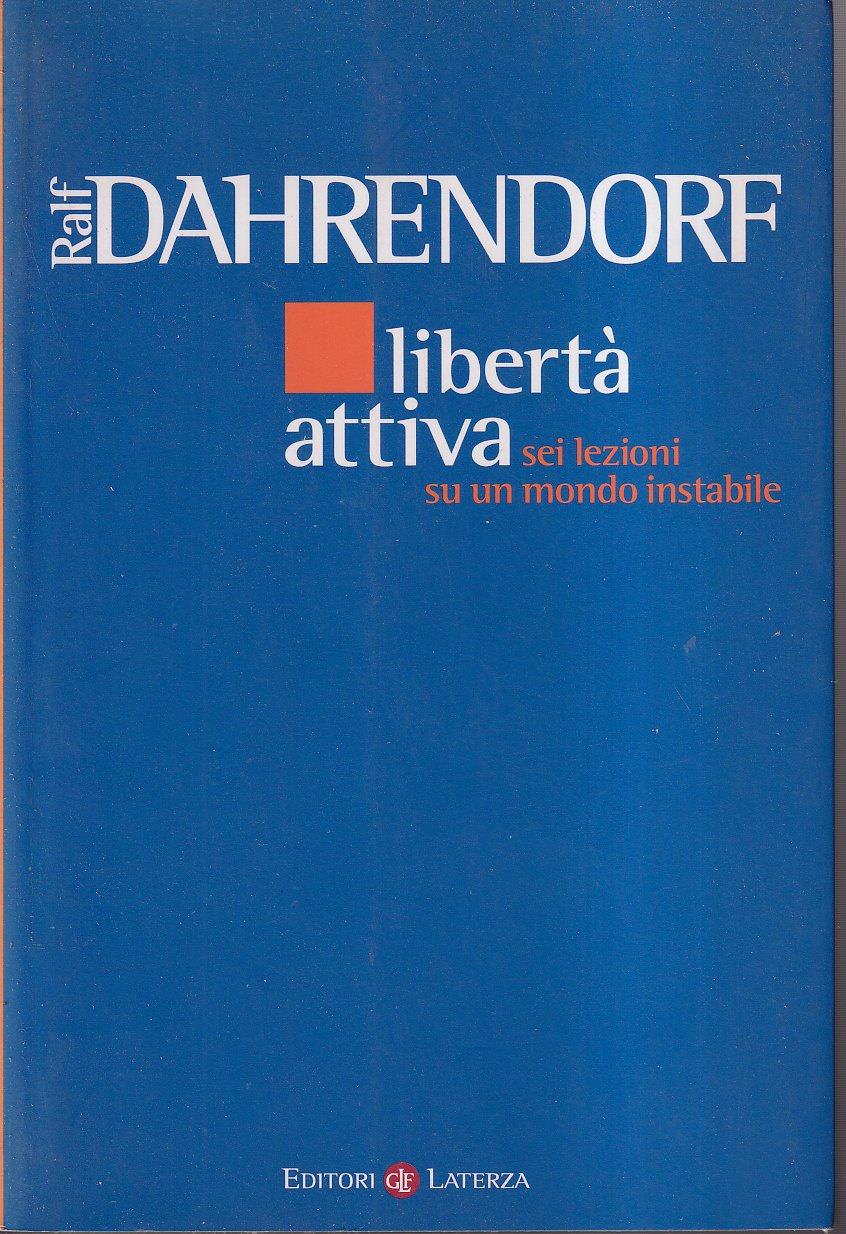 Ralf DAHRENDORF
libertà
attiva sei lezioni
su un mondo instabile
EDITORI GLF LATERZA